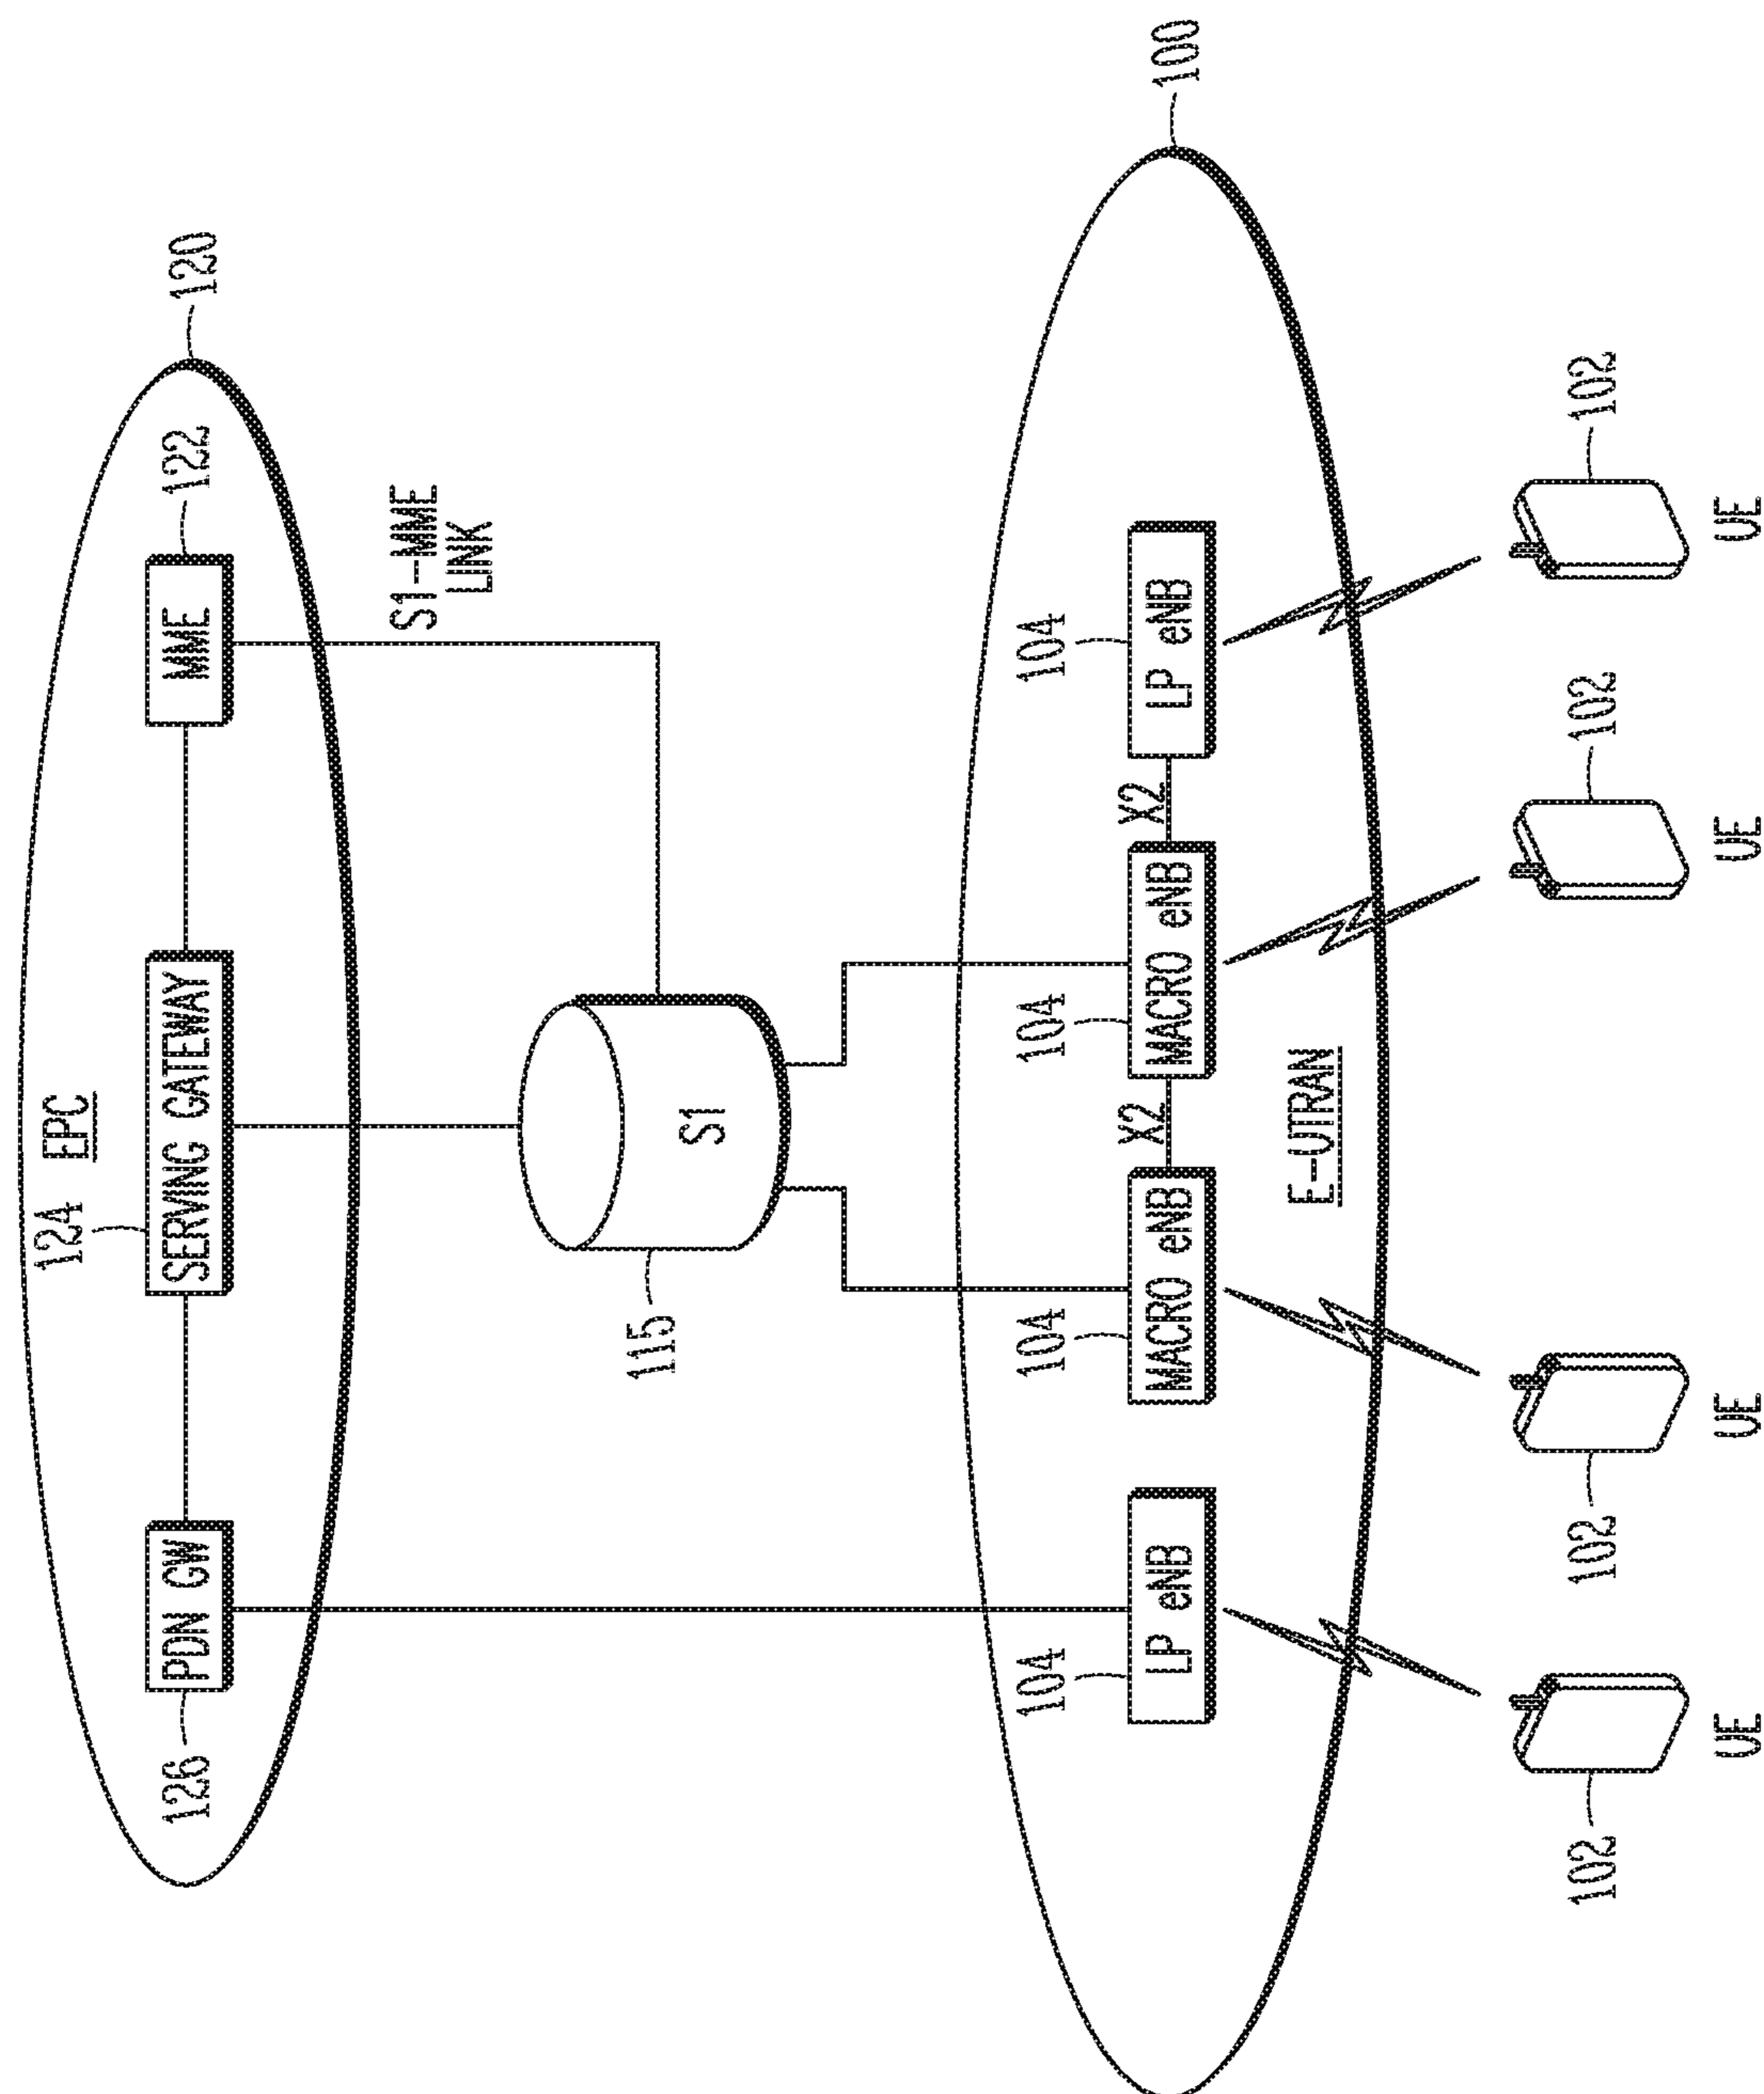 120
EPC
124
126
PDN GW
SERVING GATEWAY
MME
122
S1-MME
LINK
115
S1
100
104
104
104
104
LP eNB
MACRO eNB
X2
MACRO eNB
X2
LP eNB
E-UTRAN
102
102
102
102
UE
UE
UE
UE